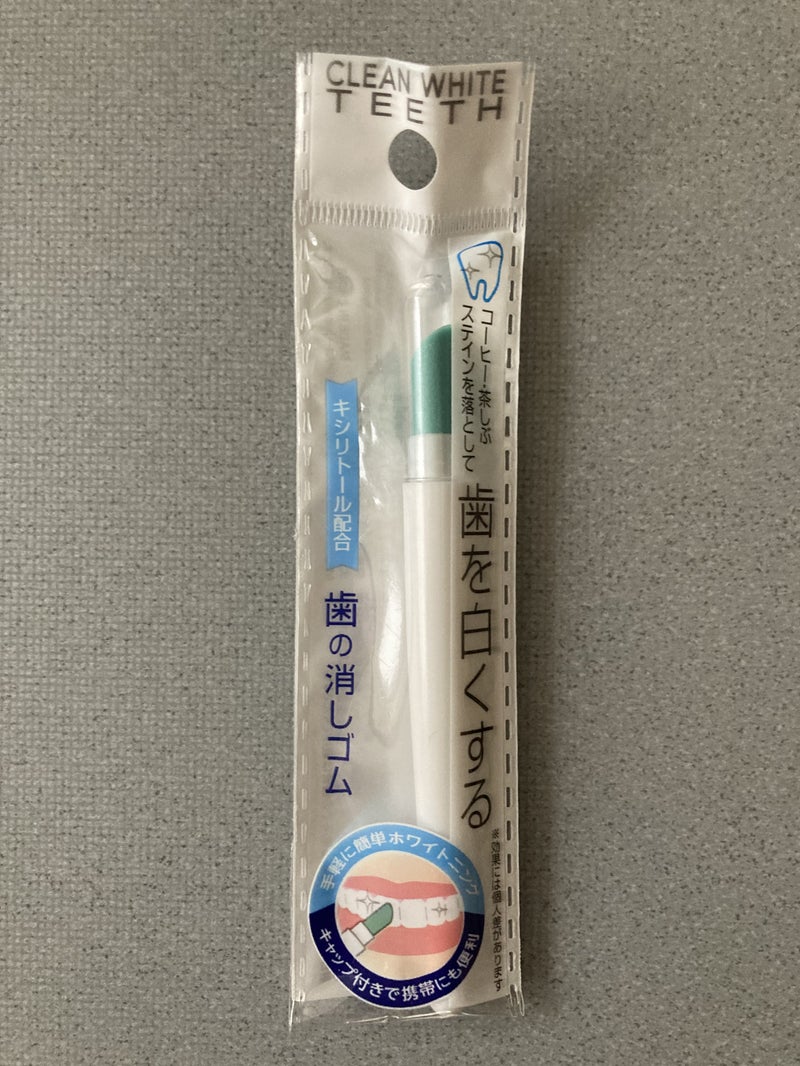 CLEAN WHITE
TEETH
コーヒー・茶しぶ
ステインを落として
歯を白くする
※効果には個人差があります
キシリトール配合
歯の消しゴム
手軽に簡単ホワイトニング
キャップ付きで携帯にも便利